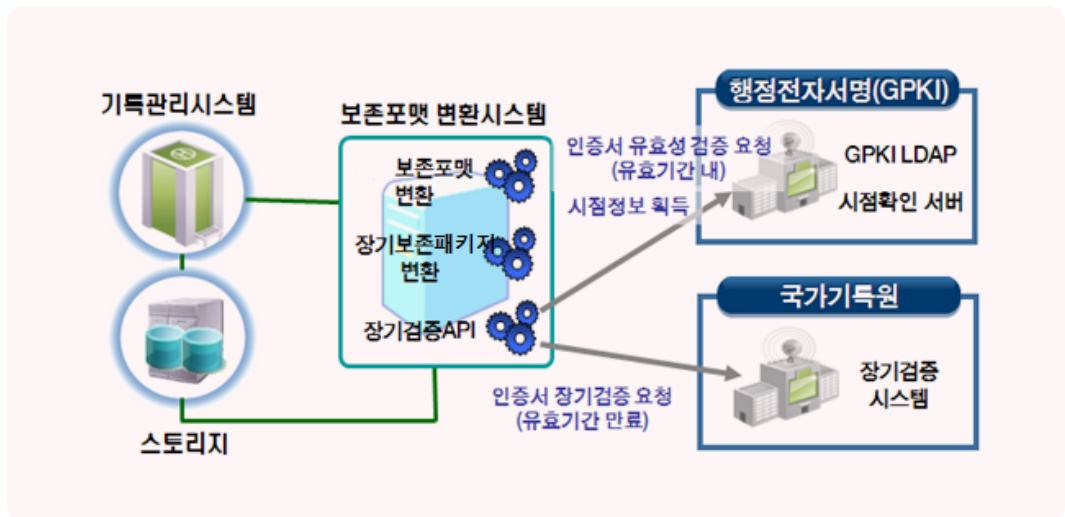 기록관리시스템
스토리지
보존포맷 변환시스템
보존포맷
변환
장기보존패키지
변환
장기검증API
인증서 유효성 검증 요청
(유효기간 내)
시점정보 획득
인증서 장기검증 요청
(유효기간 만료)
행정전자서명(GPKI)
GPKI LDAP
시점확인 서버
국가기록원
장기검증
시스템